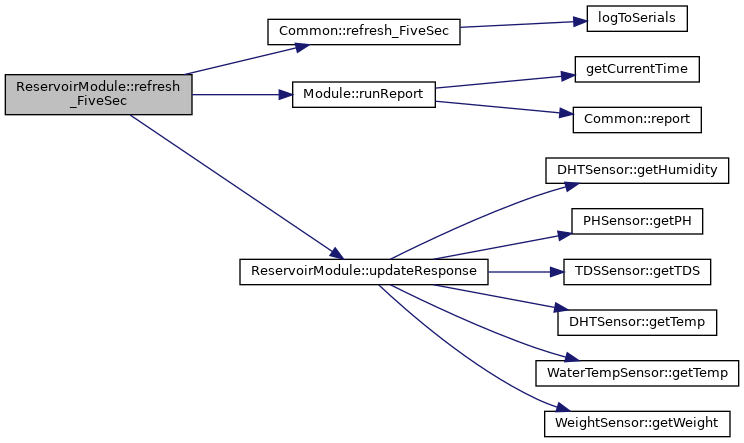 ReservoirModule::refresh
_FiveSec
Common::refresh_FiveSec
logToSerials
Module::runReport
getCurrentTime
Common::report
ReservoirModule::updateResponse
DHTSensor::getHumidity
PHSensor::getPH
TDSSensor::getTDS
DHTSensor::getTemp
WaterTempSensor::getTemp
WeightSensor::getWeight